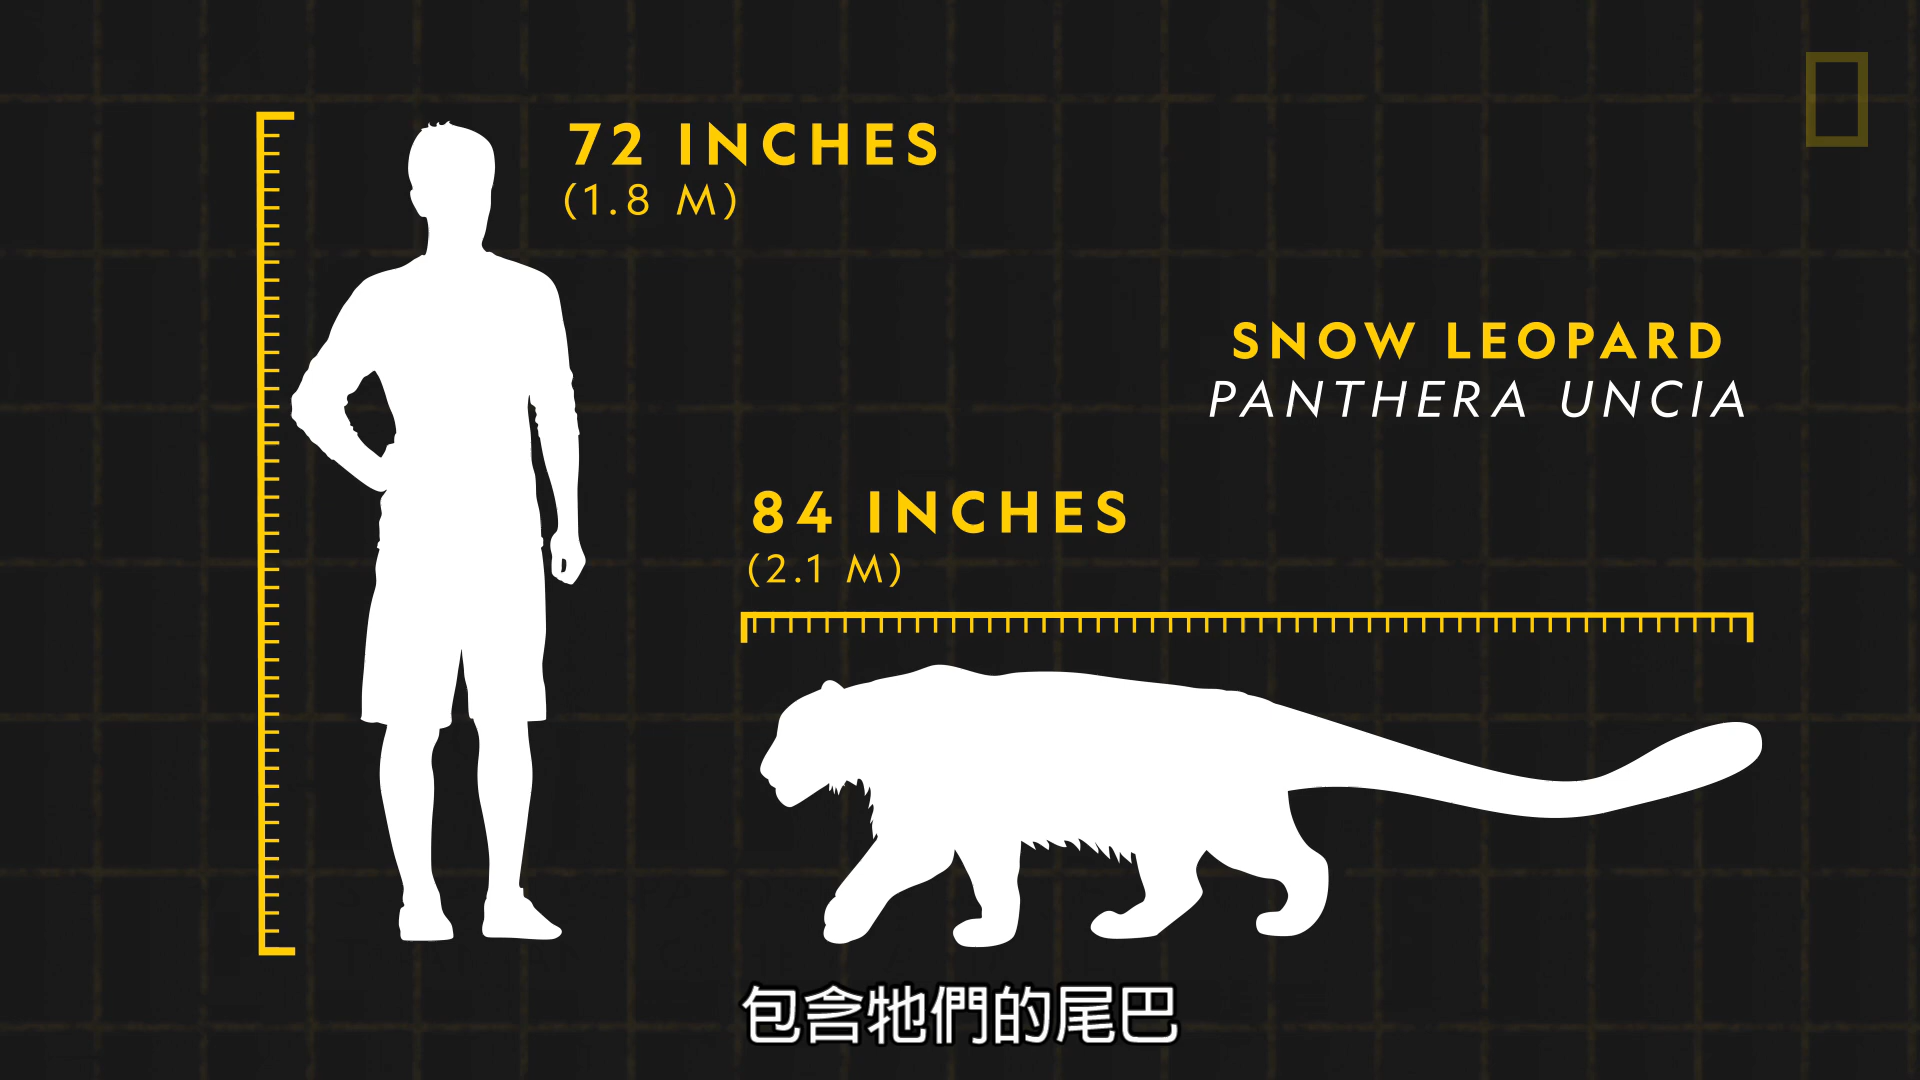 72 INCHES
(1.8 M)
SNOW LEOPARD
PANTHERA UNCIA
84 INCHES
(2.1 M)
包含牠們的尾巴